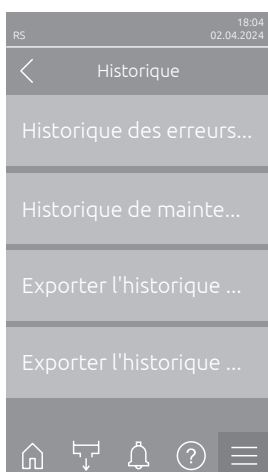 18:04
RS 02.04.2024
Historique
Historique des erreurs...
Historique de mainte...
Exporter l'historique ...
Exporter l'historique ...
?